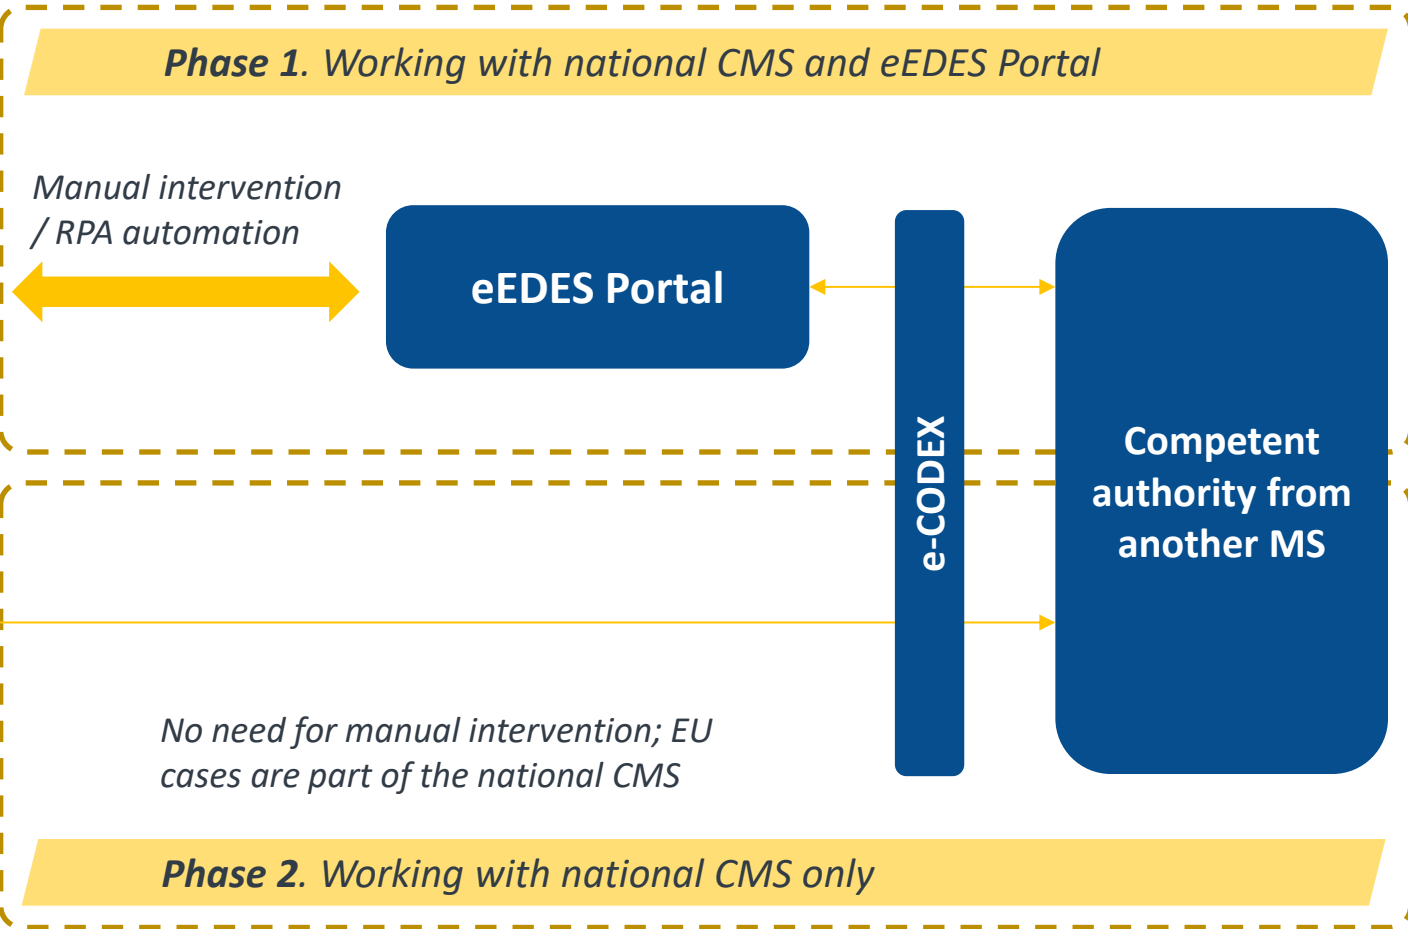 Phase 1. Working with national CMS and eEDES Portal
Manual intervention
/ RPA automation
eEDES Portal
e-CODEX
Competent
authority from
another MS
No need for manual intervention; EU
cases are part of the national CMS
Phase 2. Working with national CMS only